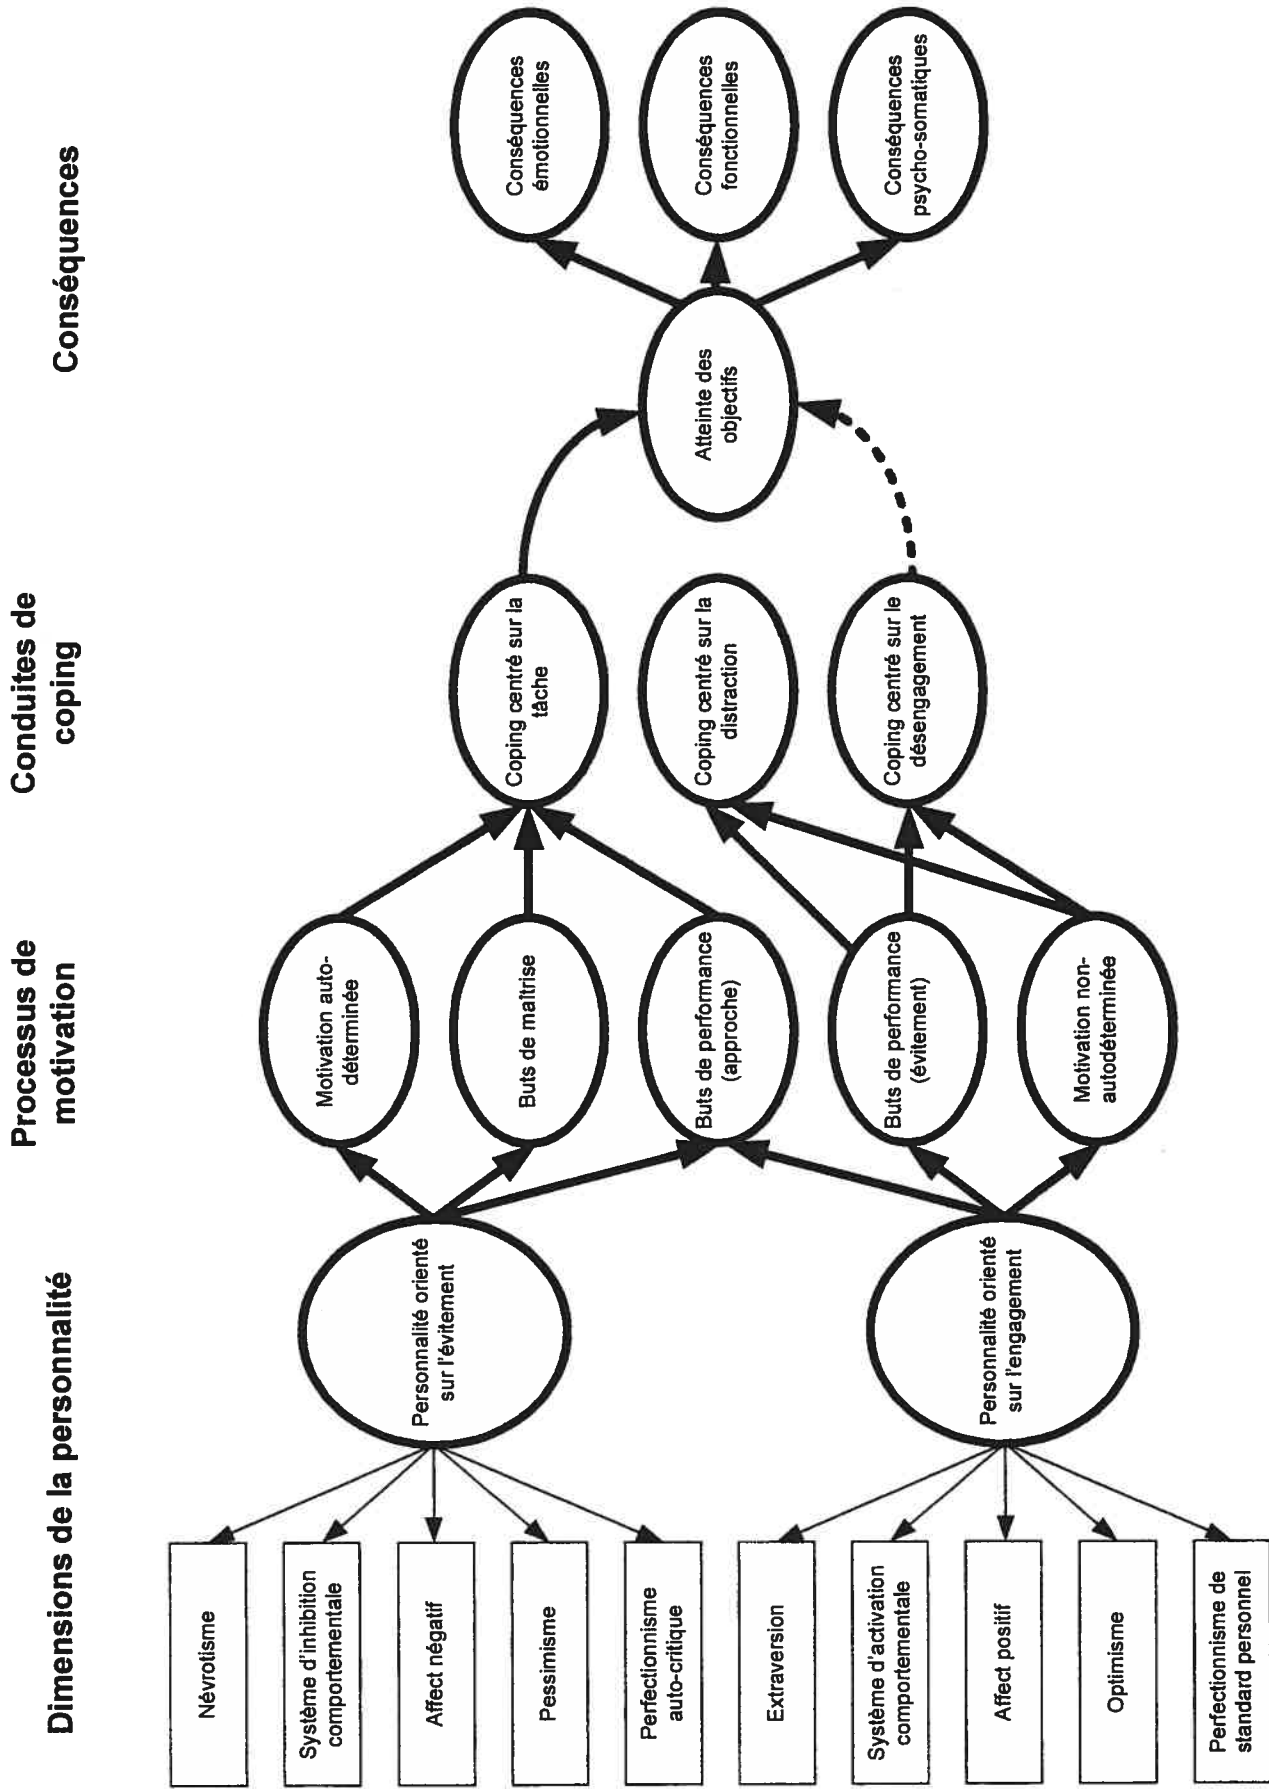 Dimensions de la personnalité
Processus de
motivation
Conduites de
coping
Conséquences
Névrotisme
Système d'inhibition
comportementale
Affect négatif
Pessimisme
Perfectionnisme
auto-critique
Extraversion
Système d'activation
comportementale
Affect positif
Optimisme
Perfectionnisme de
standard personnel
Personnalité orienté
sur l'évitement
Personnalité orienté
sur l'engagement
Motivation auto-
déterminée
Buts de maîtrise
Buts de performance
(approche)
Buts de performance
(évitement)
Motivation non-
autodéterminée
Coping centré sur la
tâche
Coping centré sur la
distraction
Coping centré sur le
désengagement
Atteinte des
objectifs
Conséquences
émotionnelles
Conséquences
fonctionnelles
Conséquences
psycho-somatiques